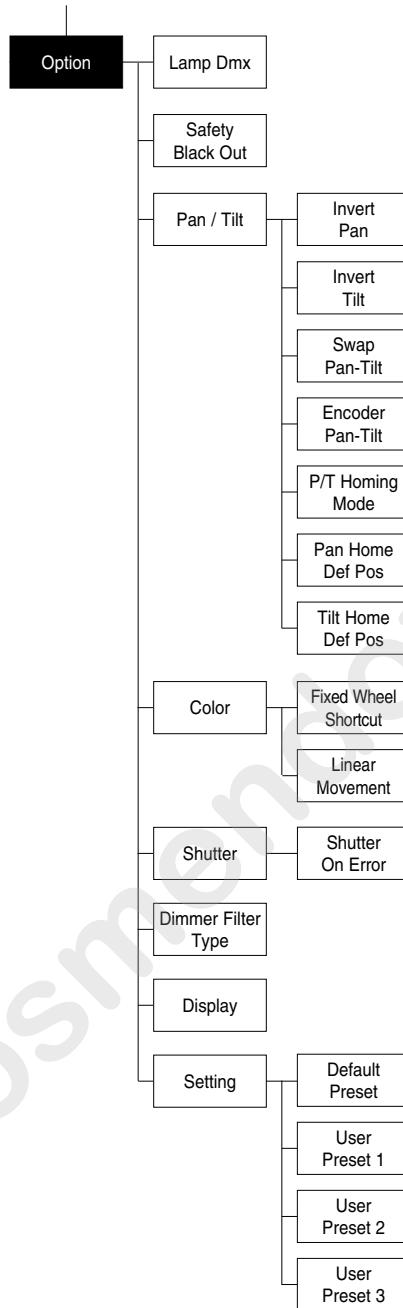 Option
Lamp Dmx
Safety
Black Out
Pan / Tilt
Invert
Pan
Invert
Tilt
Swap
Pan-Tilt
Encoder
Pan-Tilt
P/T Homing
Mode
Pan Home
Def Pos
Tilt Home
Def Pos
Color
Fixed Wheel
Shortcut
Linear
Movement
Shutter
Shutter
On Error
Dimmer Filter
Type
Display
Setting
Default
Preset
User
Preset 1
User
Preset 2
User
Preset 3